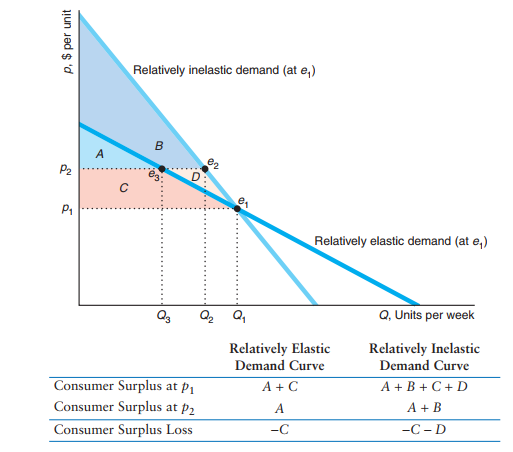 p, $ per unit
Relatively inelastic demand (at e1)
B
A
p2
e2
e3
D
C
e1
p1
Relatively elastic demand (at e1)
Q3 Q2 Q1 Q, Units per week
Relatively Elastic Relatively Inelastic
Demand Curve Demand Curve
Consumer Surplus at p1 A + C A + B + C + D
Consumer Surplus at p2 A A + B
Consumer Surplus Loss −C −C − D